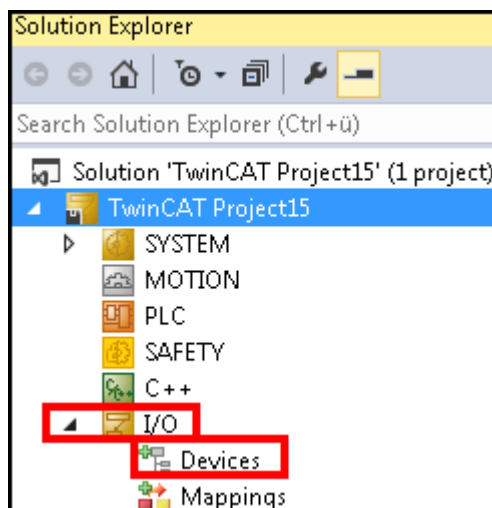 Solution Explorer
Search Solution Explorer (Ctrl+ü)
Solution 'TwinCAT Project15' (1 project)
TwinCAT Project15
SYSTEM
MOTION
PLC
SAFETY
C++
I/O
Devices
Mappings